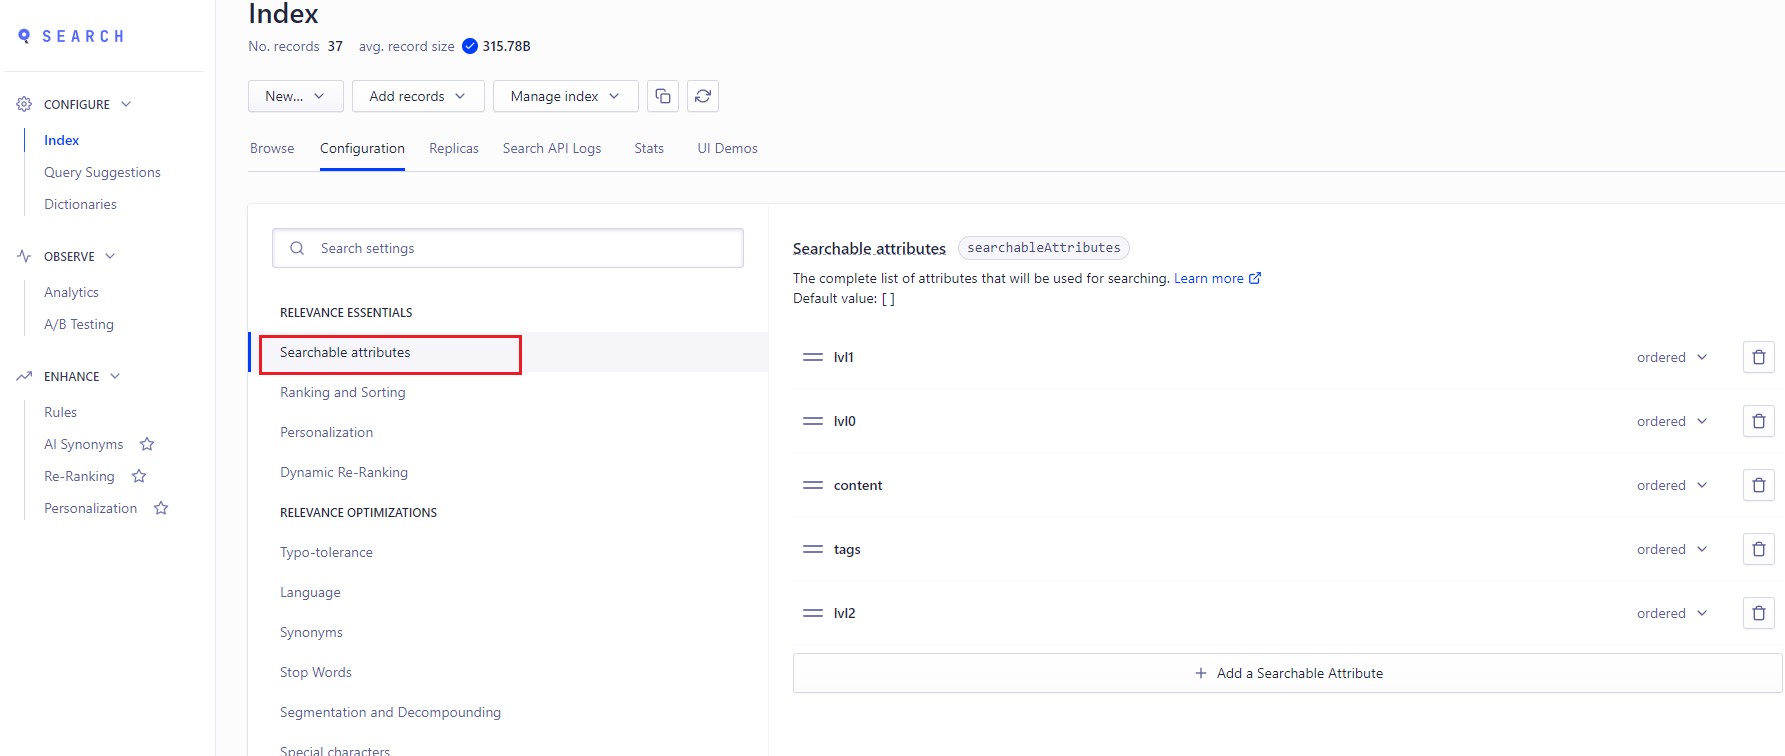 SEARCH
CONFIGURE
Index
Query Suggestions
Dictionaries
OBSERVE
Analytics
A/B Testing
ENHANCE
Rules
AI Synonyms
Re-Ranking
Personalization
Index
No. records 37 avg. record size 315.78B
New... Add records Manage index
Browse Configuration Replicas Search API Logs Stats UI Demos
Search settings
RELEVANCE ESSENTIALS
Searchable attributes
Ranking and Sorting
Personalization
Dynamic Re-Ranking
RELEVANCE OPTIMIZATIONS
Typo-tolerance
Language
Synonyms
Stop Words
Segmentation and Decompounding
Special characters
Searchable attributes searchableAttributes
The complete list of attributes that will be used for searching. Learn more
Default value: [ ]
lvl1 ordered
lvl0 ordered
content ordered
tags ordered
lvl2 ordered
+ Add a Searchable Attribute